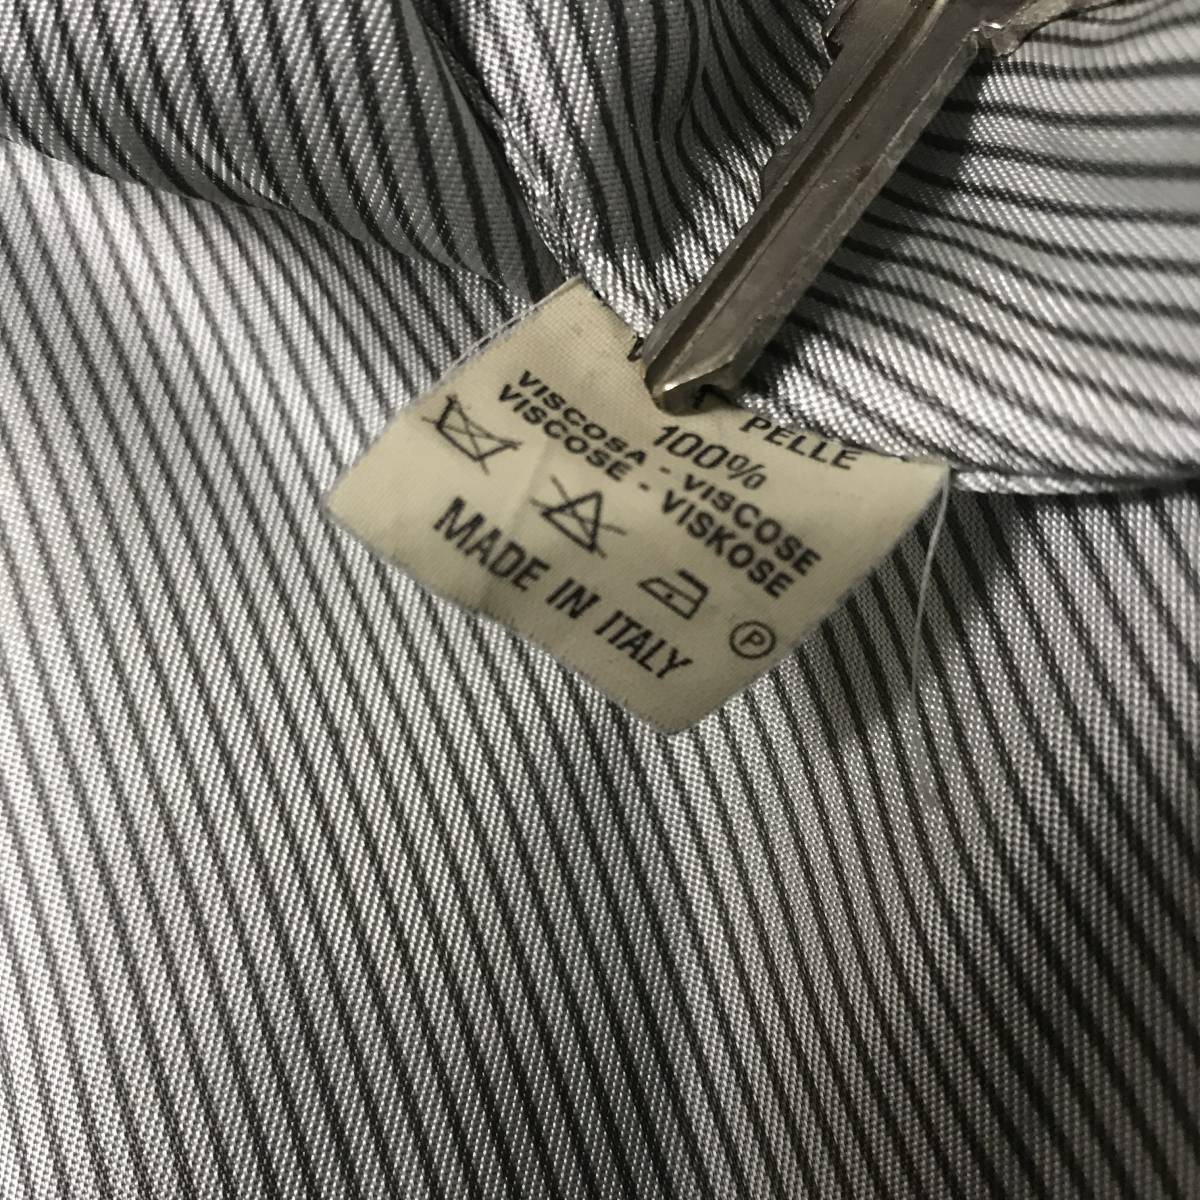 PELLE
100%
VISCOSA - VISCOSE
VISCOSE - VISKOSE
P
MADE IN ITALY